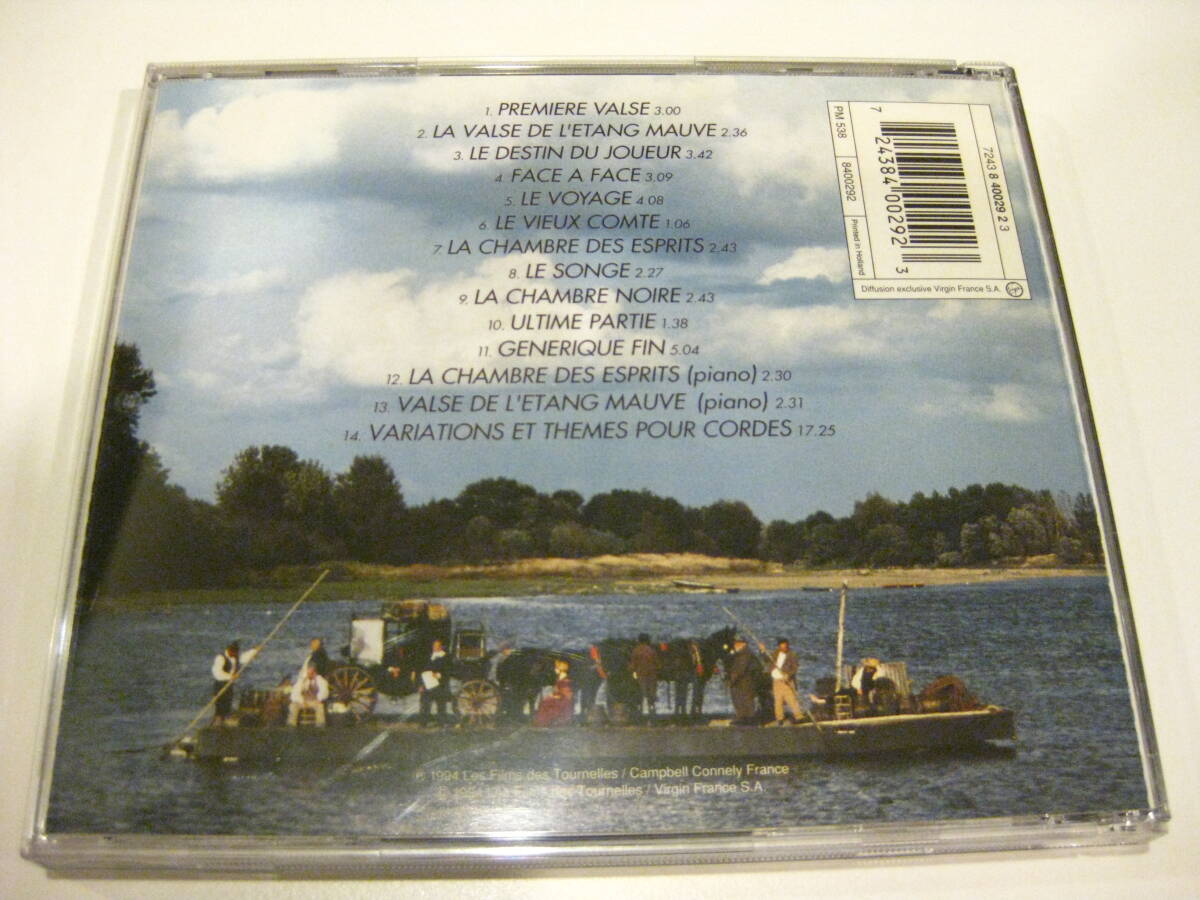 1. PREMIERE VALSE 3.00
2. LA VALSE DE L'ETANG MAUVE 2.36
3. LE DESTIN DU JOUEUR 3.42
4. FACE A FACE 3.09
5. LE VOYAGE 4.08
6. LE VIEUX COMTE 1.06
7. LA CHAMBRE DES ESPRITS 2.43
8. LE SONGE 2.27
9. LA CHAMBRE NOIRE 2.43
10. ULTIME PARTIE 1.38
11. GENERIQUE FIN 5.04
12. LA CHAMBRE DES ESPRITS (piano) 2.30
13. VALSE DE L'ETANG MAUVE (piano) 2.31
14. VARIATIONS ET THEMES POUR CORDES 17.25
PM 538
8400292
Printed in Holland
7 24384 00292 3
7243 8 40029 2 3
Diffusion exclusive Virgin France S.A.
℗ 1994 Les Films des Tournelles / Campbell Connely France
des Tournelles / Virgin France S.A.